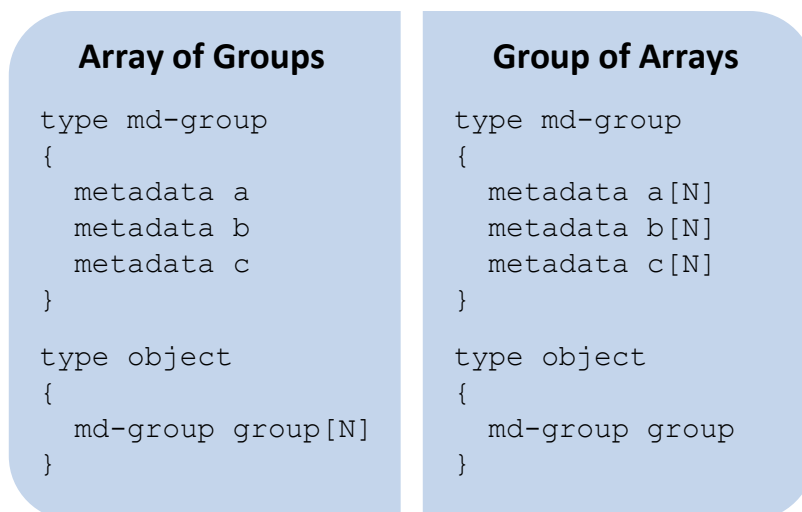 Array of Groups
type md-group
{
  metadata a
  metadata b
  metadata c
}
type object
{
  md-group group[N]
}
Group of Arrays
type md-group
{
  metadata a[N]
  metadata b[N]
  metadata c[N]
}
type object
{
  md-group group
}